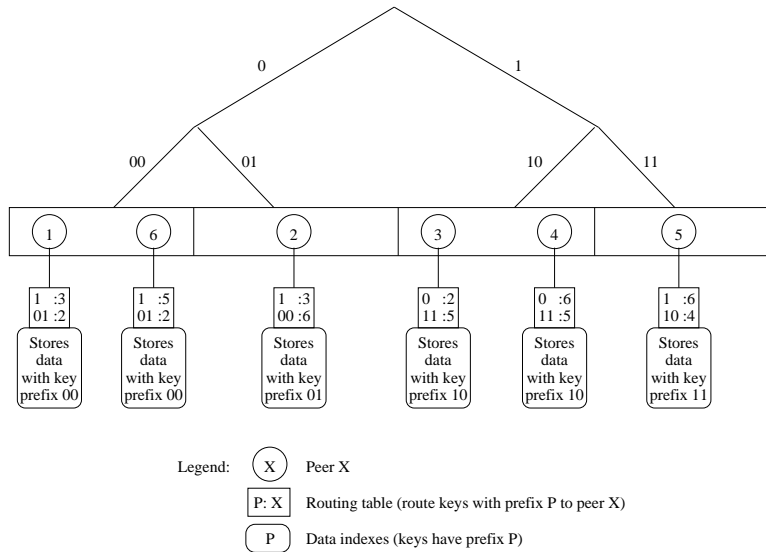 0
1
00
01
10
11
1
6
2
3
4
5
1 :3
01 :2
1 :5
01 :2
1 :3
00 :6
0 :2
11 :5
0 :6
11 :5
1 :6
10 :4
Stores
data
with key
prefix 00
Stores
data
with key
prefix 00
Stores
data
with key
prefix 01
Stores
data
with key
prefix 10
Stores
data
with key
prefix 10
Stores
data
with key
prefix 11
Legend:
X
Peer X
P: X
Routing table (route keys with prefix P to peer X)
P
Data indexes (keys have prefix P)